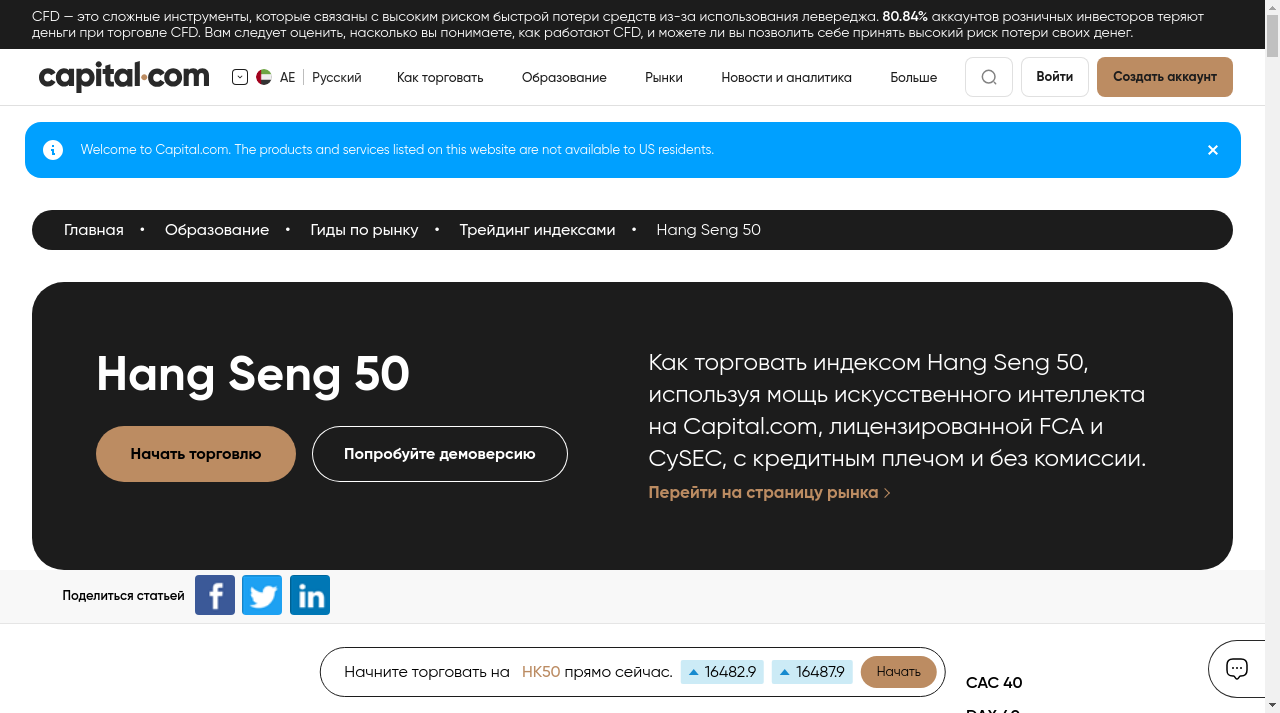 CFD — это сложные инструменты, которые связаны с высоким риском быстрой потери средств из-за использования левереджа. 80.84% аккаунтов розничных инвесторов теряют
деньги при торговле CFD. Вам следует оценить, насколько вы понимаете, как работают CFD, и можете ли вы позволить себе принять высокий риск потери своих денег.
capital.com AE Русский Как торговать Образование Рынки Новости и аналитика Больше Войти Создать аккаунт
Welcome to Capital.com. The products and services listed on this website are not available to US residents.
Главная • Образование • Гиды по рынку • Трейдинг индексами • Hang Seng 50
Hang Seng 50
Начать торговлю Попробуйте демоверсию
Как торговать индексом Hang Seng 50,
используя мощь искусственного интеллекта
на Capital.com, лицензированной FCA и
CySEC, с кредитным плечом и без комиссии.
Перейти на страницу рынка
Поделиться статьей
Начните торговать на HK50 прямо сейчас. 16482.9 16487.9 Начать
CAC 40
DAX 40